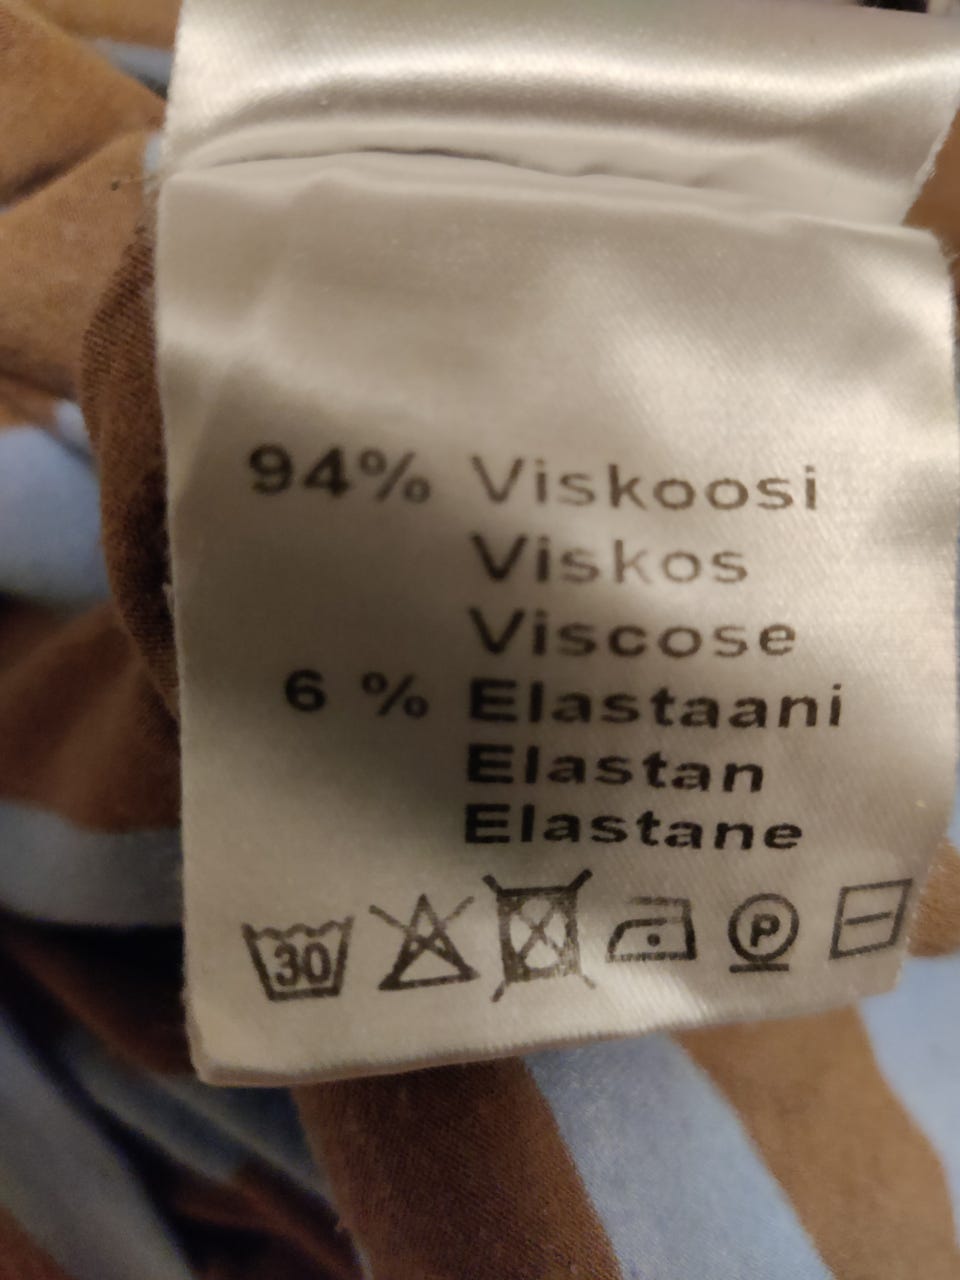 94% Viskoosi
Viskos
Viscose
6 % Elastaani
Elastan
Elastane
30 P